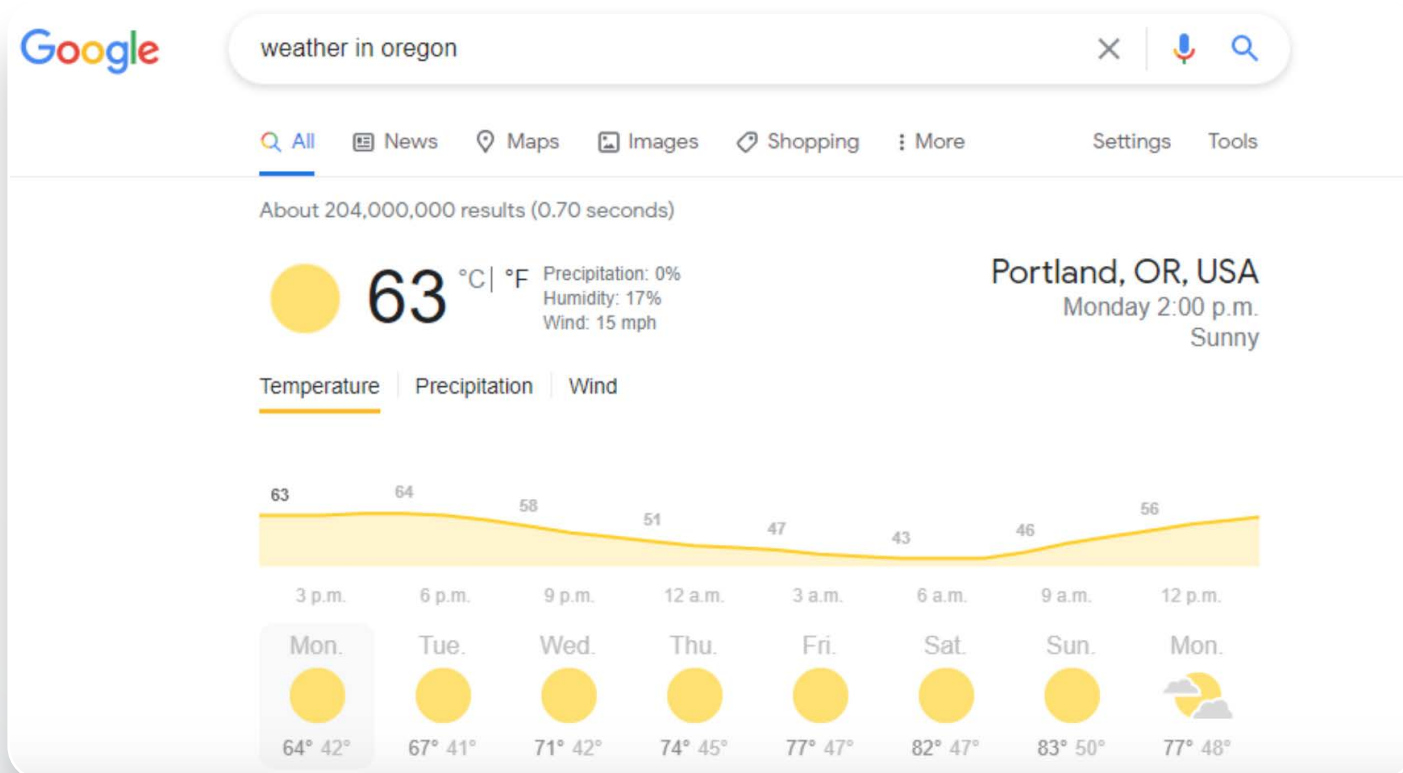 Google
weather in oregon
All News Maps Images Shopping More Settings Tools
About 204,000,000 results (0.70 seconds)
63 °C | °F
Precipitation: 0%
Humidity: 17%
Wind: 15 mph
Portland, OR, USA
Monday 2:00 p.m.
Sunny
Temperature Precipitation Wind
63 64 58 51 47 43 46 56
3 p.m. 6 p.m. 9 p.m. 12 a.m. 3 a.m. 6 a.m. 9 a.m. 12 p.m.
Mon. Tue. Wed. Thu. Fri. Sat. Sun. Mon.
64° 42° 67° 41° 71° 42° 74° 45° 77° 47° 82° 47° 83° 50° 77° 48°